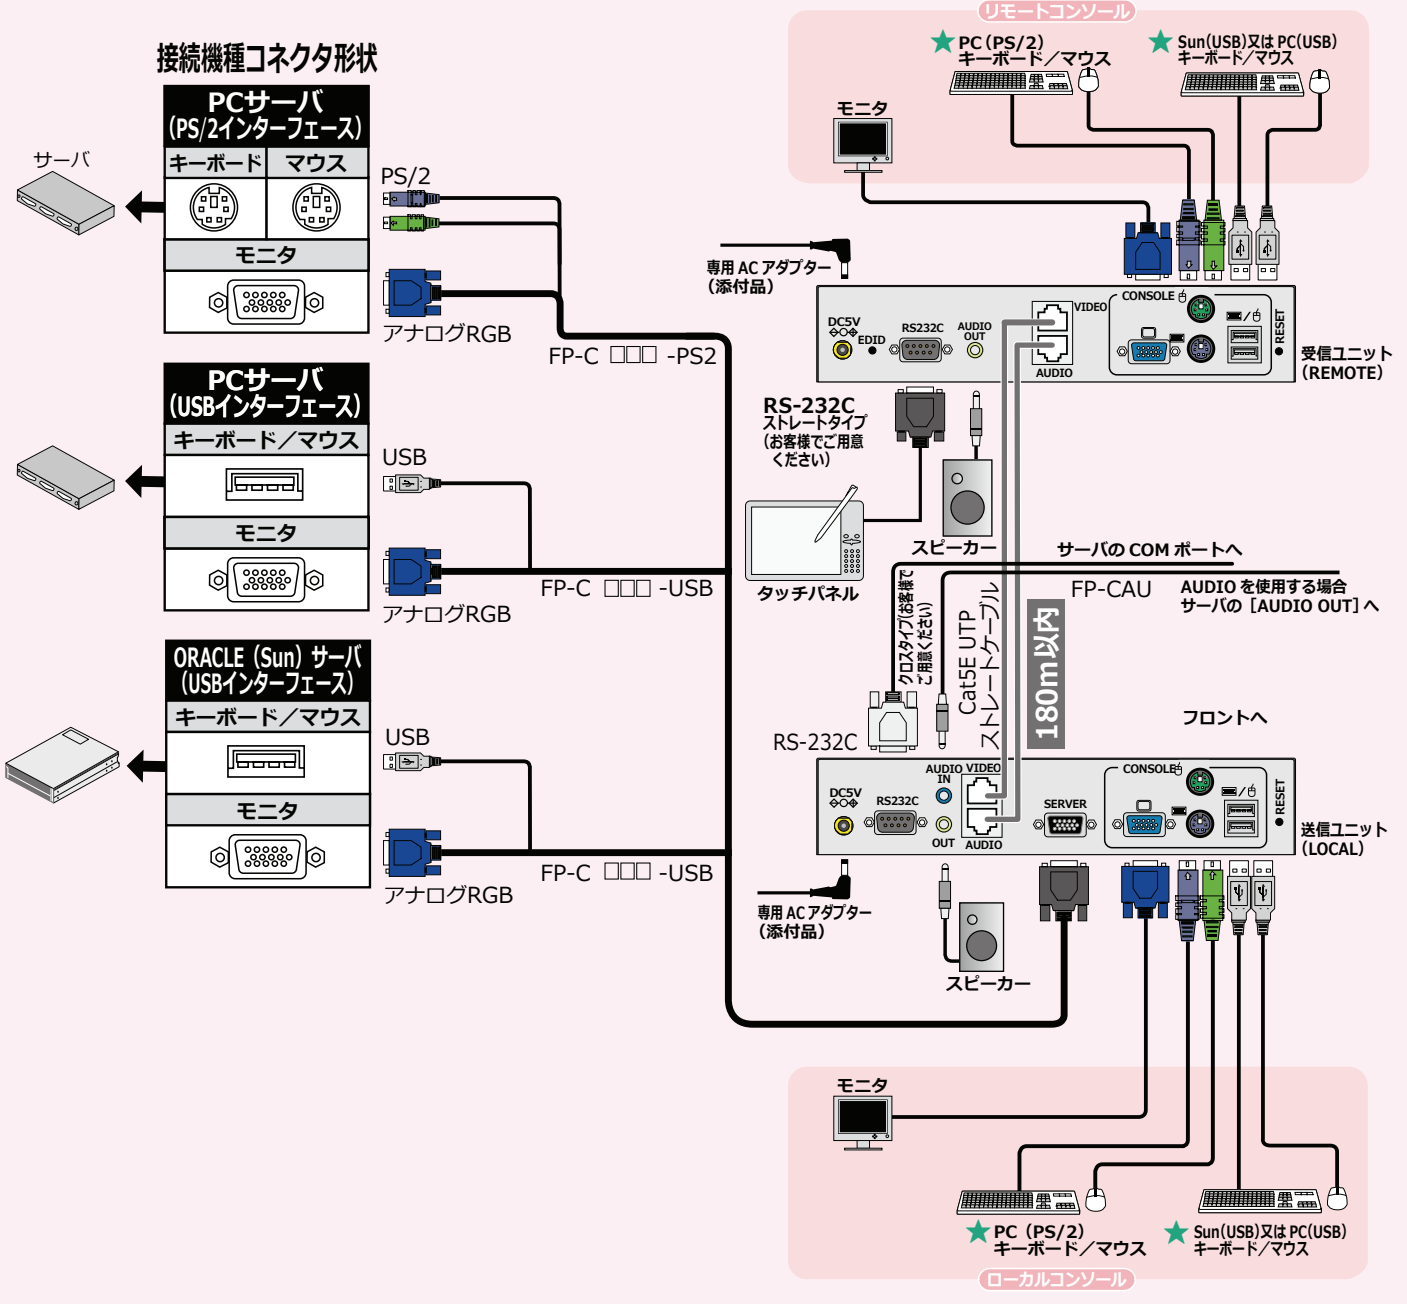 リモートコンソール
★ PC(PS/2)
キーボード／マウス
★ Sun(USB)又は PC(USB)
キーボード／マウス
モニタ
接続機種コネクタ形状
PCサーバ
(PS/2インターフェース)
キーボード
マウス
モニタ
サーバ
PS/2
アナログRGB
FP-C □□□ -PS2
PCサーバ
(USBインターフェース)
キーボード／マウス
モニタ
USB
アナログRGB
FP-C □□□ -USB
ORACLE（Sun）サーバ
(USBインターフェース)
キーボード／マウス
モニタ
USB
アナログRGB
FP-C □□□ -USB
専用 AC アダプター
（添付品）
DC5V
EDID
RS232C
AUDIO
OUT
VIDEO
AUDIO
CONSOLE
RESET
受信ユニット
（REMOTE）
RS-232C
ストレートタイプ
（お客様でご用意
ください）
スピーカー
タッチパネル
サーバの COM ポートへ
FP-CAU
AUDIO を使用する場合
サーバの［AUDIO OUT］へ
クロスタイプ(お客様で
ご用意ください)
Cat5E UTP
ストレートケーブル
180m以内
フロントへ
RS-232C
DC5V
RS232C
AUDIO
IN
OUT
VIDEO
AUDIO
SERVER
CONSOLE
RESET
送信ユニット
（LOCAL）
専用 AC アダプター
（添付品）
スピーカー
モニタ
★ PC（PS/2）
キーボード／マウス
★ Sun(USB)又は PC(USB)
キーボード／マウス
ローカルコンソール